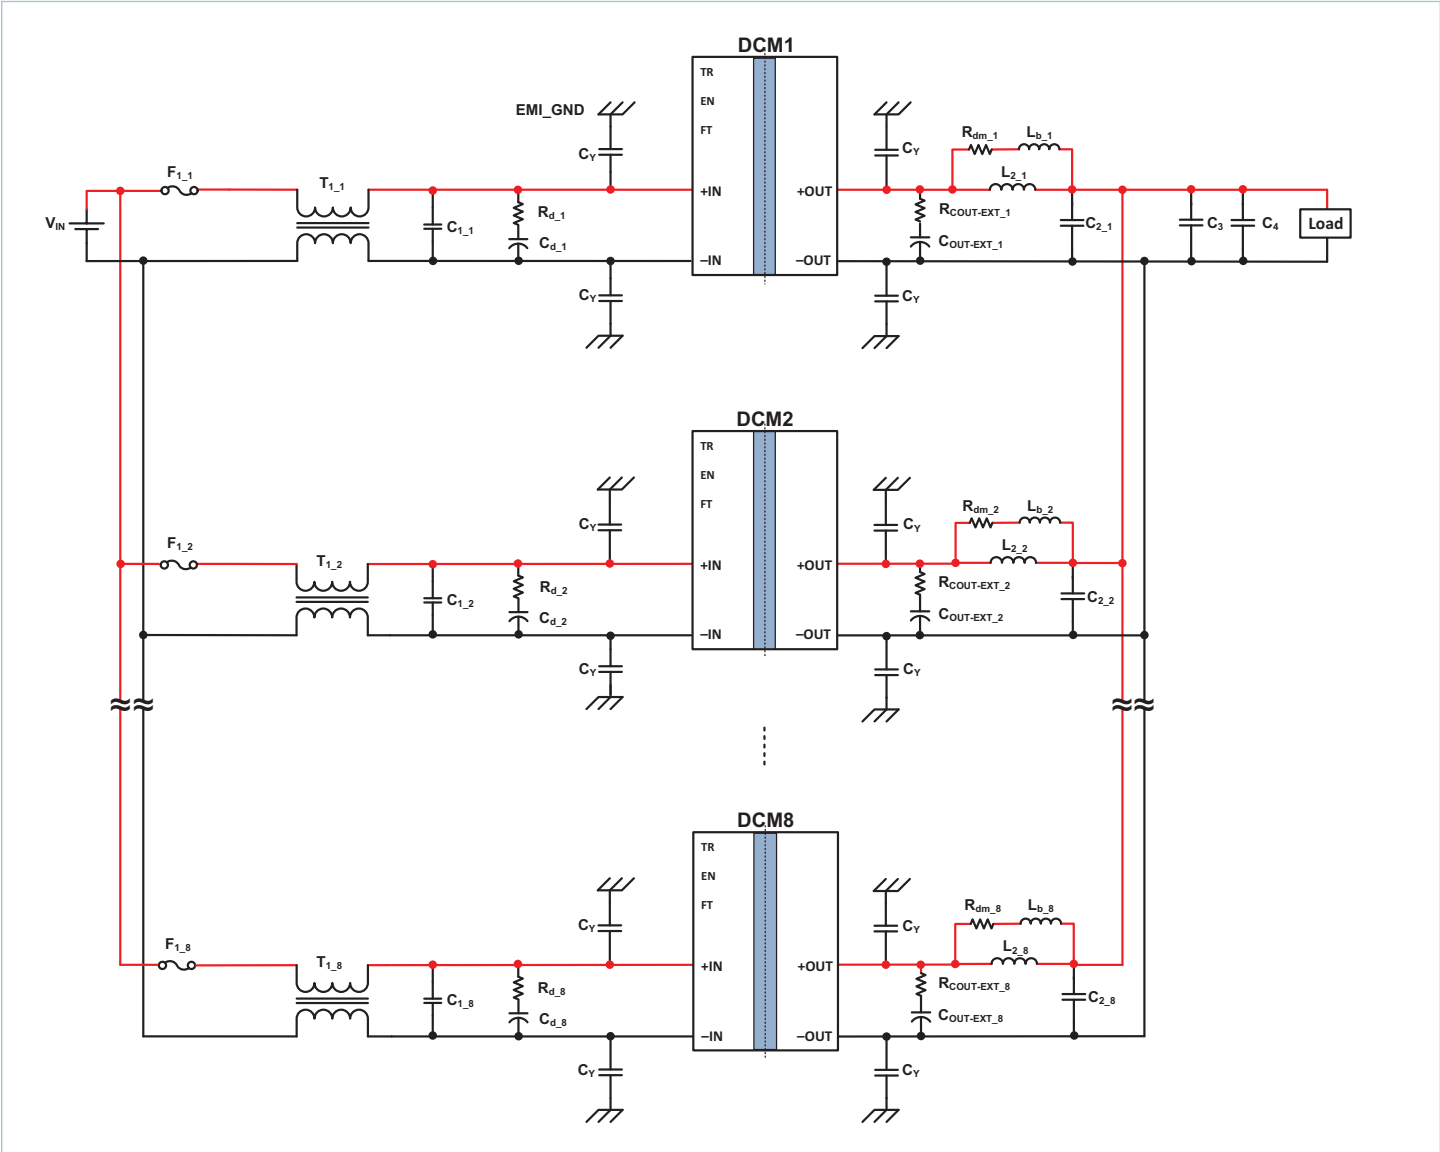 DCM1
TR
EN
FT
+IN
–IN
+OUT
–OUT
EMI_GND
CY
CY
CY
CY
VIN
F1_1
T1_1
C1_1
Rd_1
Cd_1
Rdm_1
Lb_1
L2_1
RCOUT-EXT_1
COUT-EXT_1
C2_1
C3
C4
Load
DCM2
TR
EN
FT
+IN
–IN
+OUT
–OUT
CY
CY
CY
CY
F1_2
T1_2
C1_2
Rd_2
Cd_2
Rdm_2
Lb_2
L2_2
RCOUT-EXT_2
COUT-EXT_2
C2_2
DCM8
TR
EN
FT
+IN
–IN
+OUT
–OUT
CY
CY
CY
CY
F1_8
T1_8
C1_8
Rd_8
Cd_8
Rdm_8
Lb_8
L2_8
RCOUT-EXT_8
COUT-EXT_8
C2_8